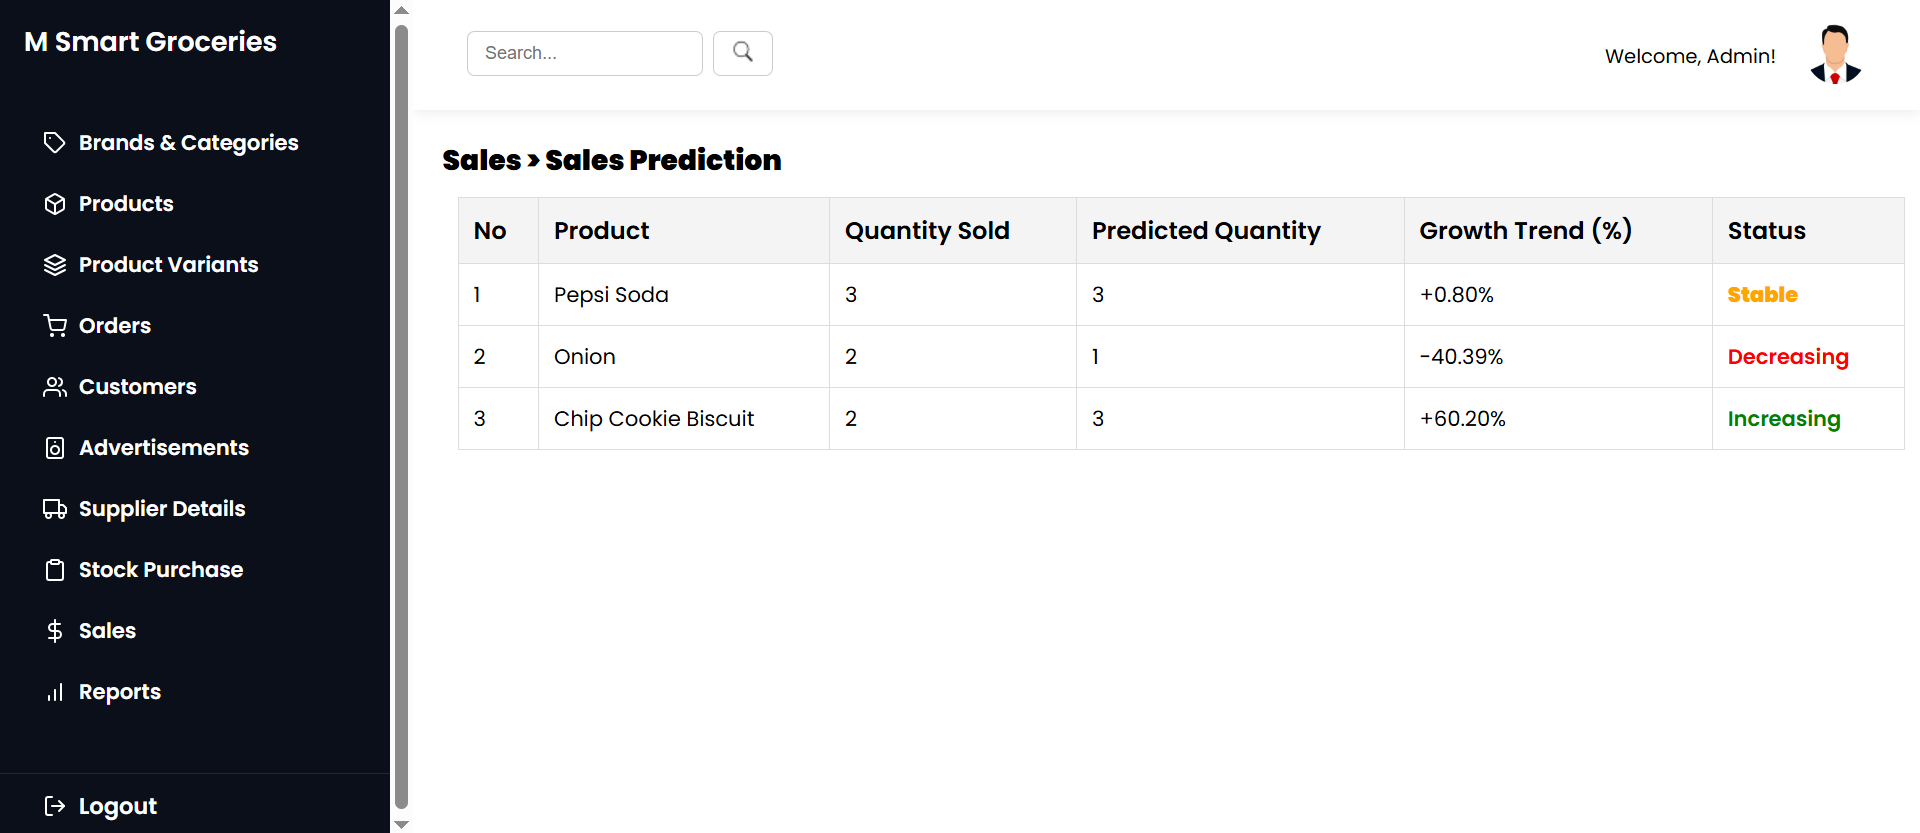 M Smart Groceries
Brands & Categories
Products
Product Variants
Orders
Customers
Advertisements
Supplier Details
Stock Purchase
Sales
Reports
Logout
Search...
Welcome, Admin!
Sales > Sales Prediction
No Product Quantity Sold Predicted Quantity Growth Trend (%) Status
1 Pepsi Soda 3 3 +0.80% Stable
2 Onion 2 1 -40.39% Decreasing
3 Chip Cookie Biscuit 2 3 +60.20% Increasing